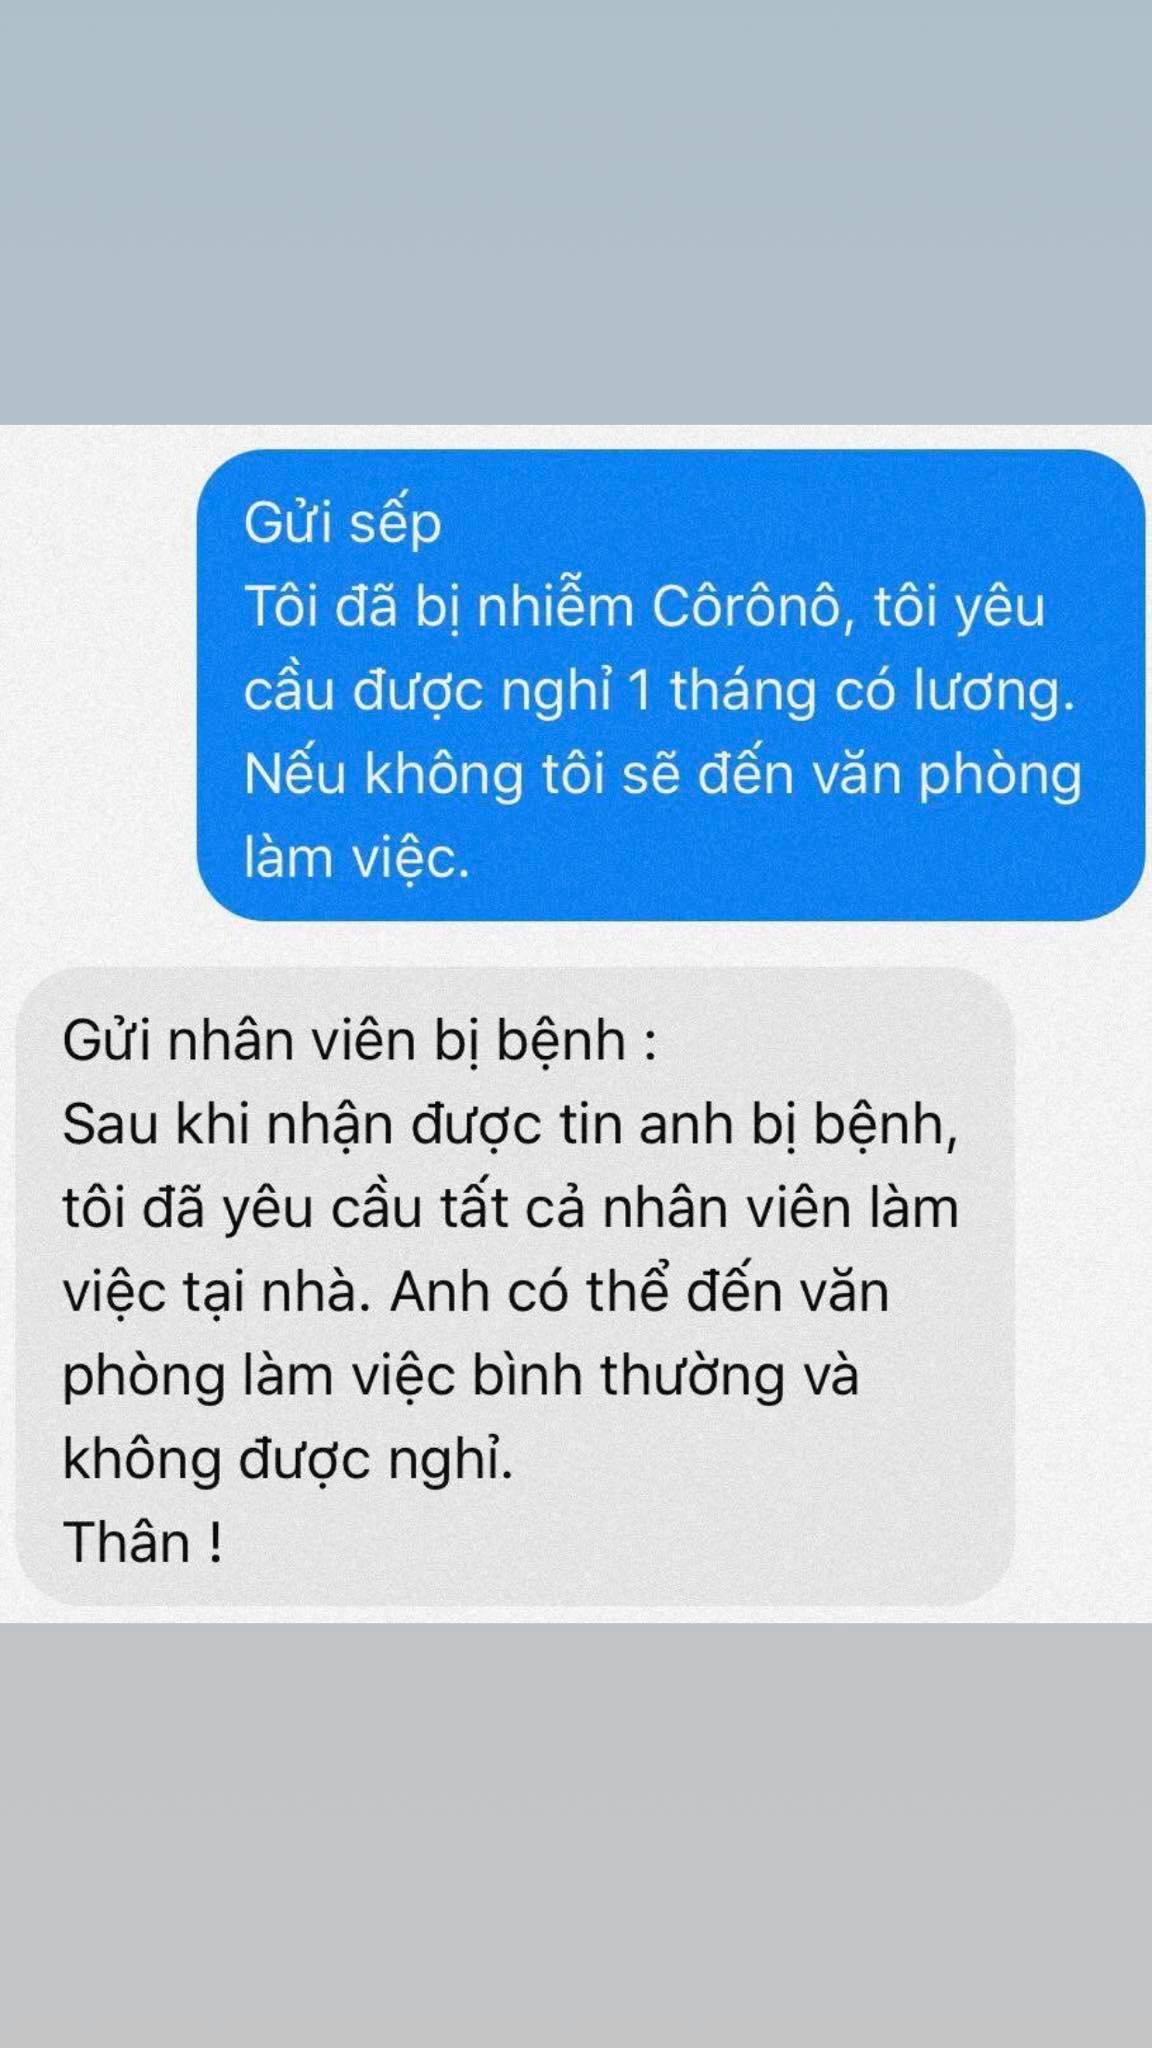 Gửi sếp
Tôi đã bị nhiễm Côrônô, tôi yêu
cầu được nghỉ 1 tháng có lương.
Nếu không tôi sẽ đến văn phòng
làm việc.
Gửi nhân viên bị bệnh :
Sau khi nhận được tin anh bị bệnh,
tôi đã yêu cầu tất cả nhân viên làm
việc tại nhà. Anh có thể đến văn
phòng làm việc bình thường và
không được nghỉ.
Thân !